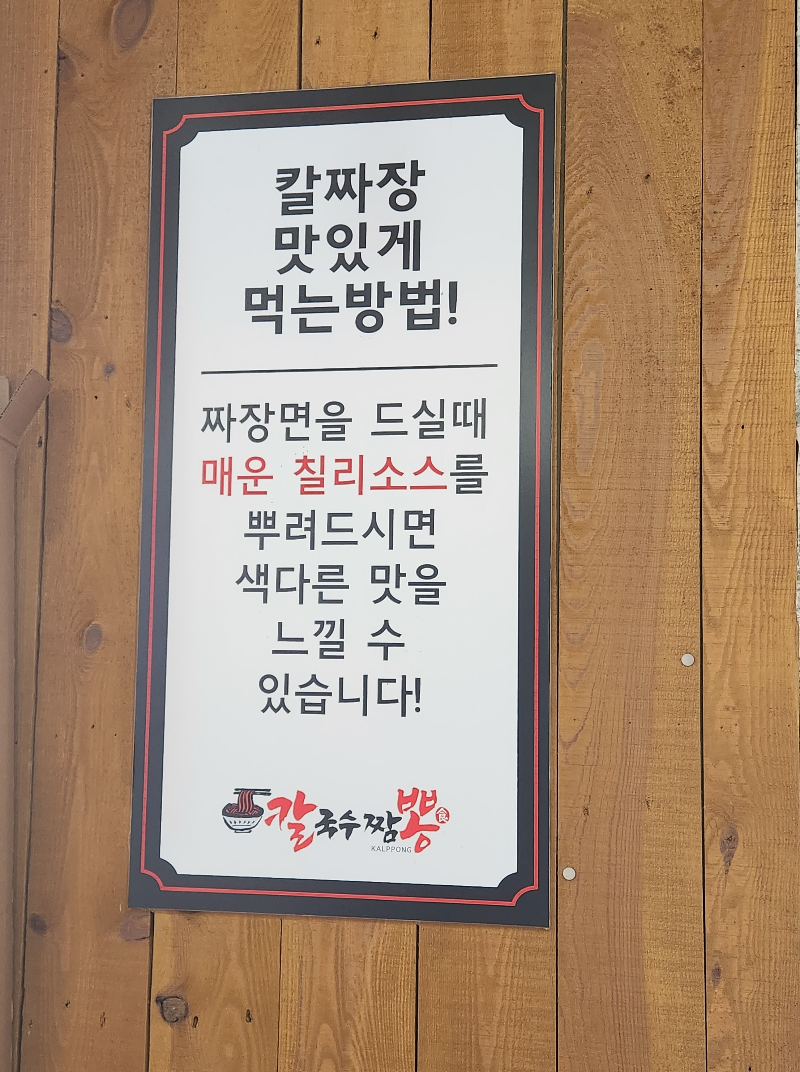 칼짜장
맛있게
먹는방법!
짜장면을 드실때
매운 칠리소스를
뿌려드시면
색다른 맛을
느낄 수
있습니다!
칼국수짬뽕 食
KALPPONG